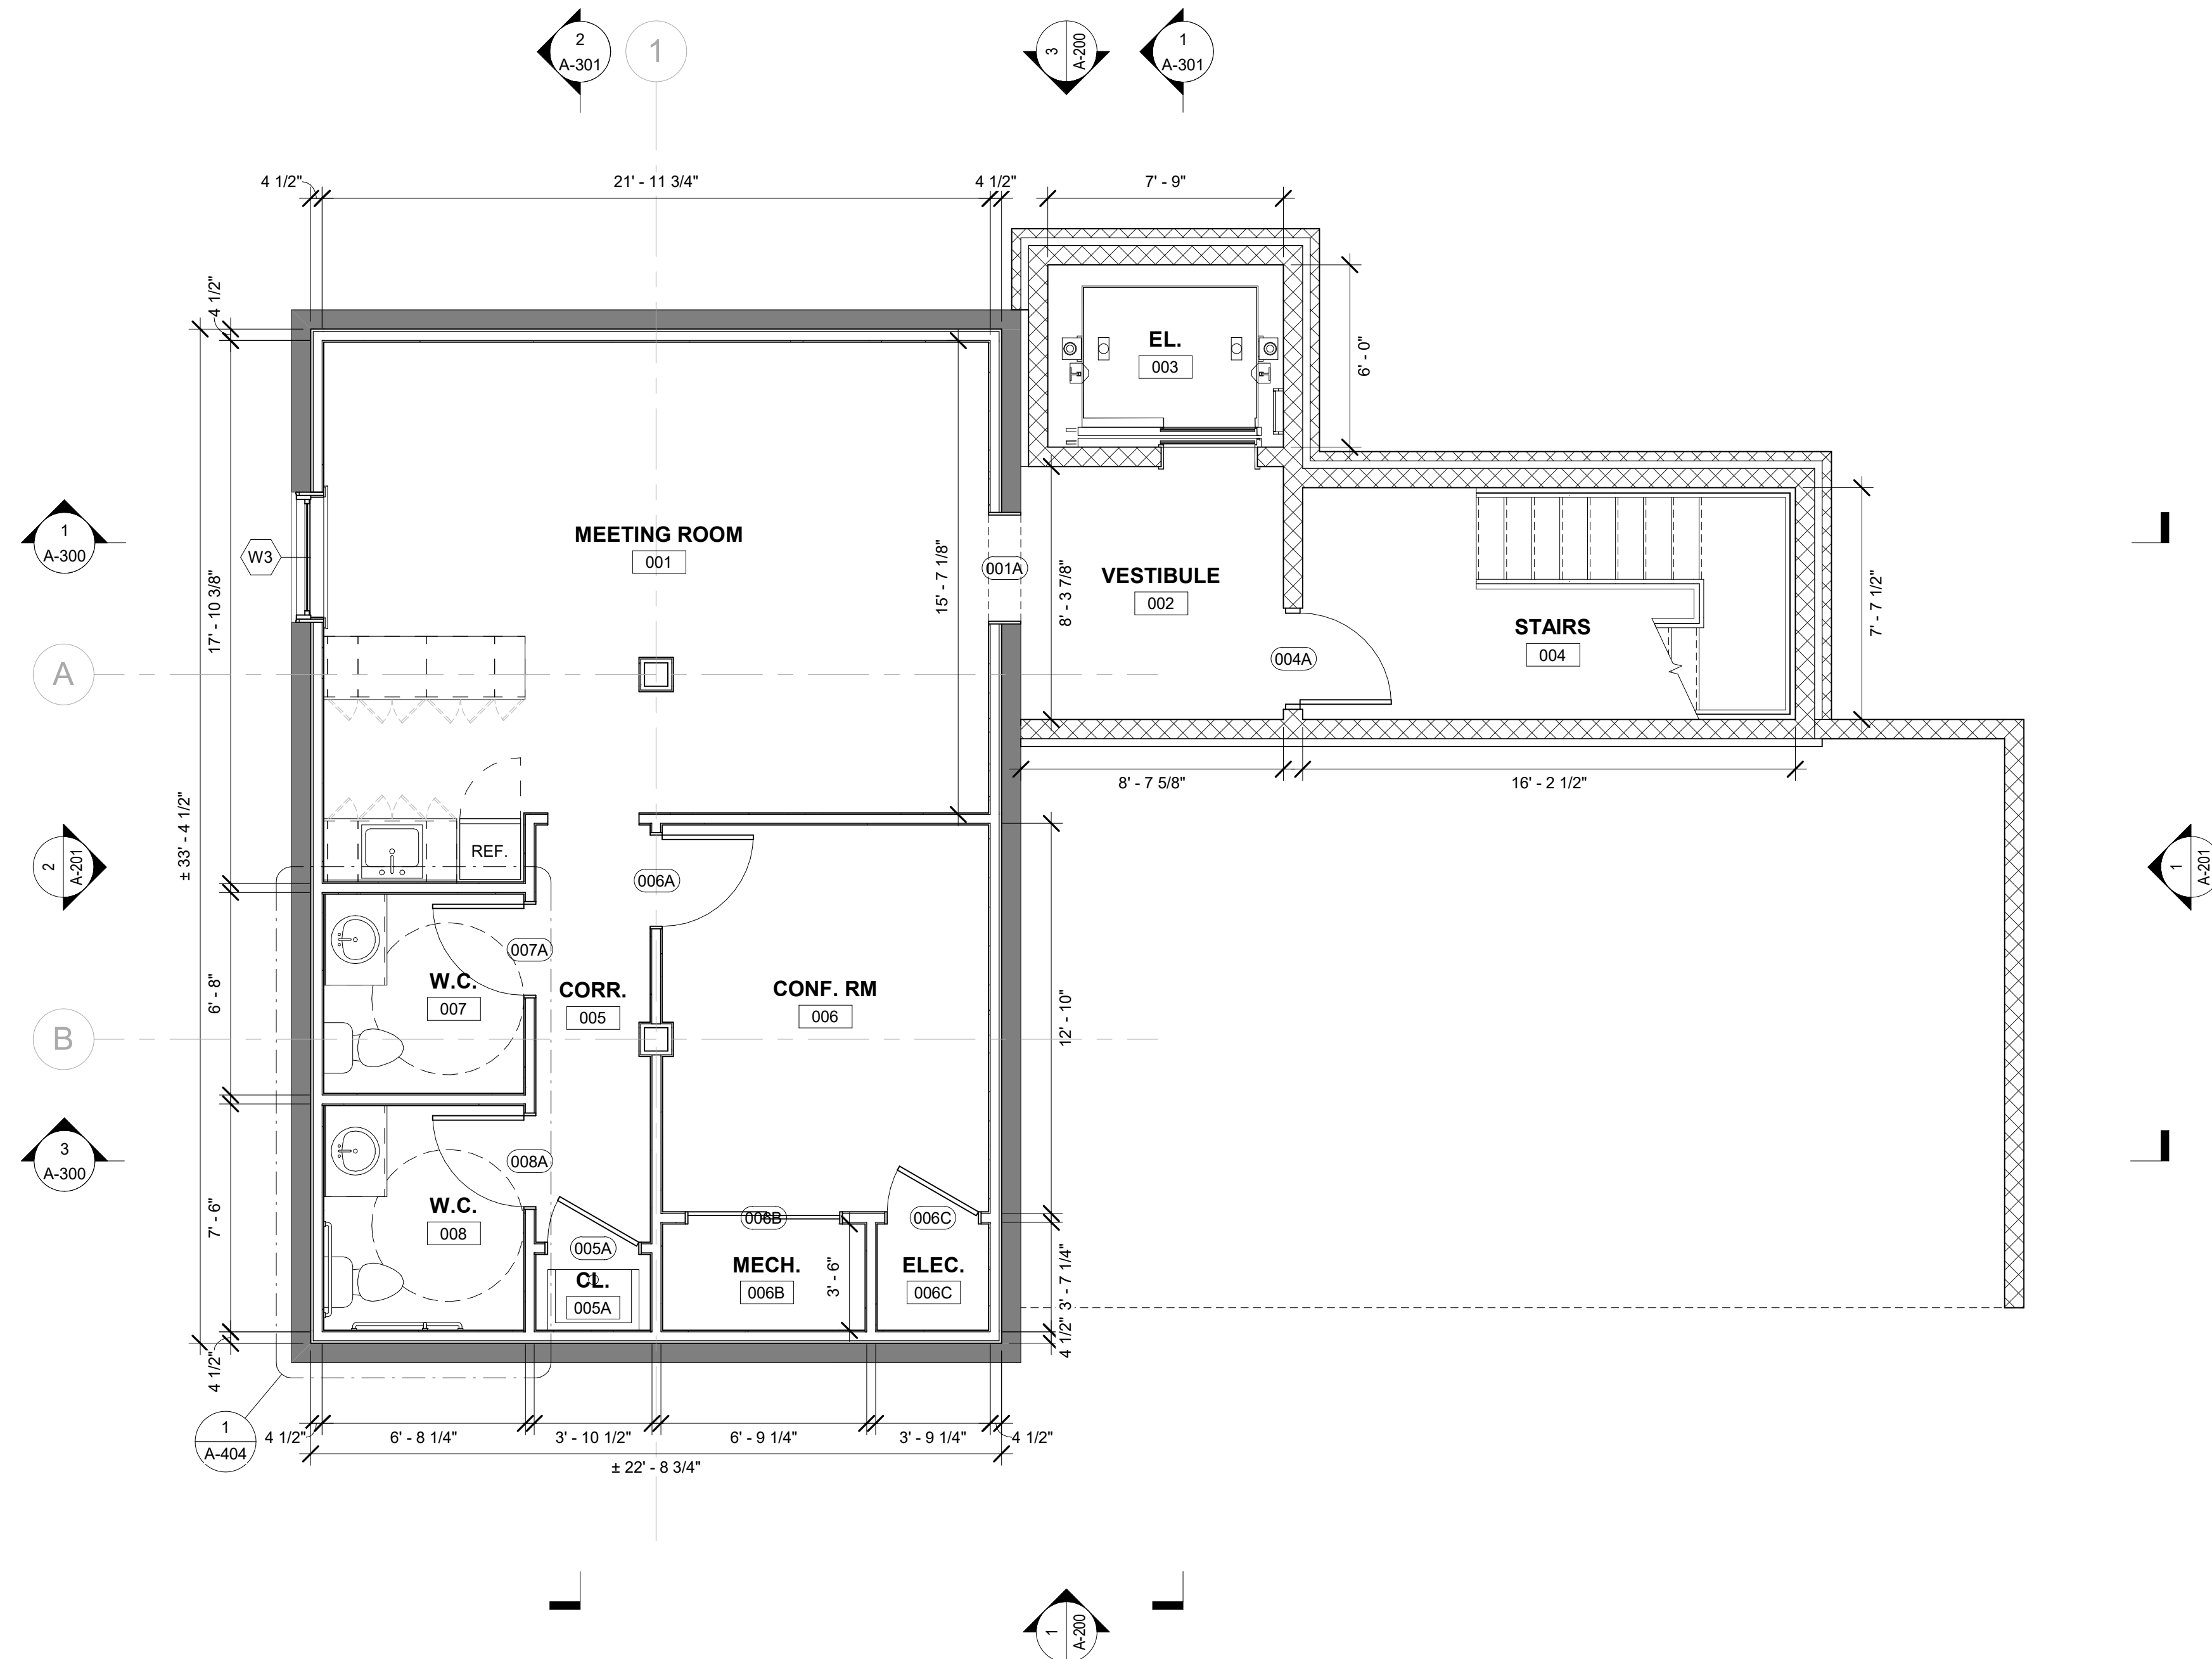 2
A-301
1
3
A-200
1
A-301
4 1/2"
21' - 11 3/4"
4 1/2"
7' - 9"
4 1/2"
EL.
003
6' - 0"
MEETING ROOM
001
1
A-300
W3
17' - 10 3/8"
15' - 7 1/8"
001A
8' - 3 7/8"
VESTIBULE
002
7' - 7 1/2"
STAIRS
004
004A
A
8' - 7 5/8"
16' - 2 1/2"
± 33' - 4 1/2"
2
A-201
REF.
006A
1
A-201
007A
W.C.
007
6' - 8"
CORR.
005
CONF. RM
006
12' - 10"
B
3
A-300
008A
W.C.
008
7' - 6"
006B
006C
005A
CL.
005A
MECH.
006B
3' - 6"
ELEC.
006C
3' - 7 1/4"
4 1/2"
4 1/2"
1
A-404
4 1/2"
6' - 8 1/4"
3' - 10 1/2"
6' - 9 1/4"
3' - 9 1/4"
4 1/2"
± 22' - 8 3/4"
1
A-200